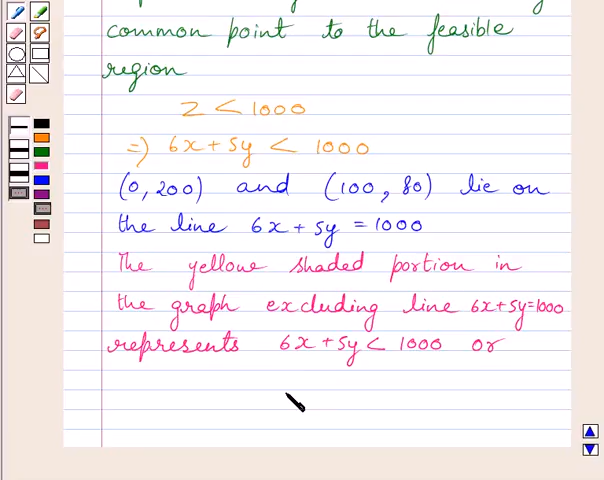 common point to the feasible
region
Z < 1000
=) 6x + 5y < 1000
(0, 200) and (100, 80) lie on
the line 6x + 5y = 1000
The yellow shaded portion in
the graph excluding line 6x+5y=1000
represents 6x + 5y < 1000 or